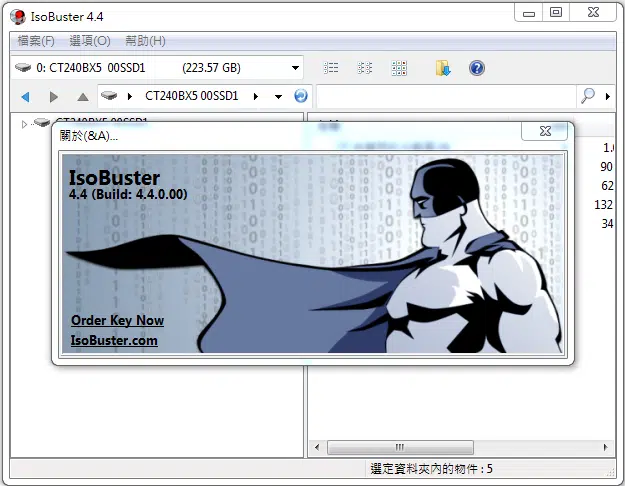 IsoBuster 4.4
檔案(F) 選項(O) 幫助(H)
0: CT240BX5 00SSD1 (223.57 GB)
CT240BX5 00SSD1
CT240BX5 00SSD1
關於(&A)...
IsoBuster
4.4 (Build: 4.4.0.00)
1.0
90
62
132
34
Order Key Now
IsoBuster.com
選定資料夾內的物件 : 5